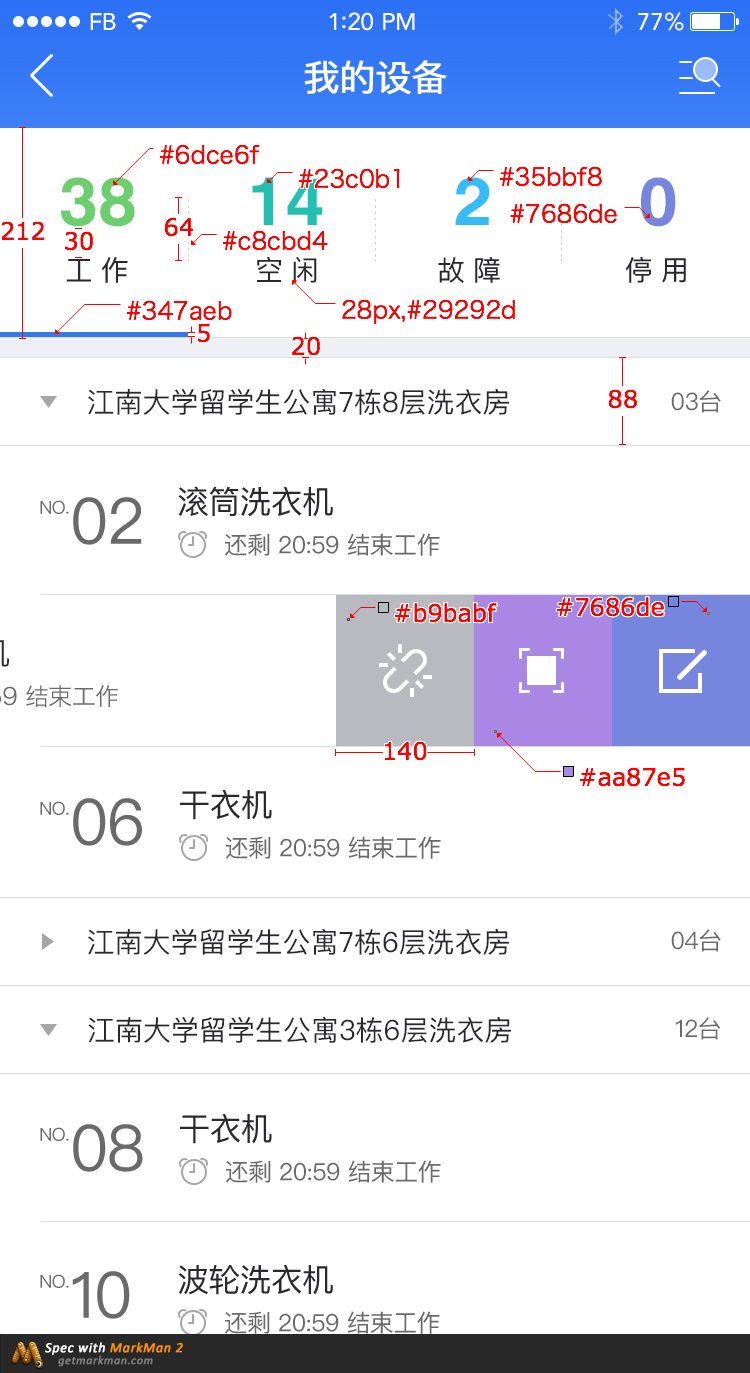 FB 1:20 PM 77%
我的设备
#6dce6f
38 14 2 0
#23c0b1 #35bbf8
#7686de
212 30 64 #c8cbd4
工作 空闲 故障 停用
#347aeb 28px,#29292d
5
20
江南大学留学生公寓7栋8层洗衣房 88 03台
NO.02 滚筒洗衣机
还剩 20:59 结束工作
#b9babf #7686de
机
59 结束工作
140
#aa87e5
NO.06 干衣机
还剩 20:59 结束工作
江南大学留学生公寓7栋6层洗衣房 04台
江南大学留学生公寓3栋6层洗衣房 12台
NO.08 干衣机
还剩 20:59 结束工作
NO.10 波轮洗衣机
还剩 20:59 结束工作
Spec with MarkMan 2
getmarkman.com